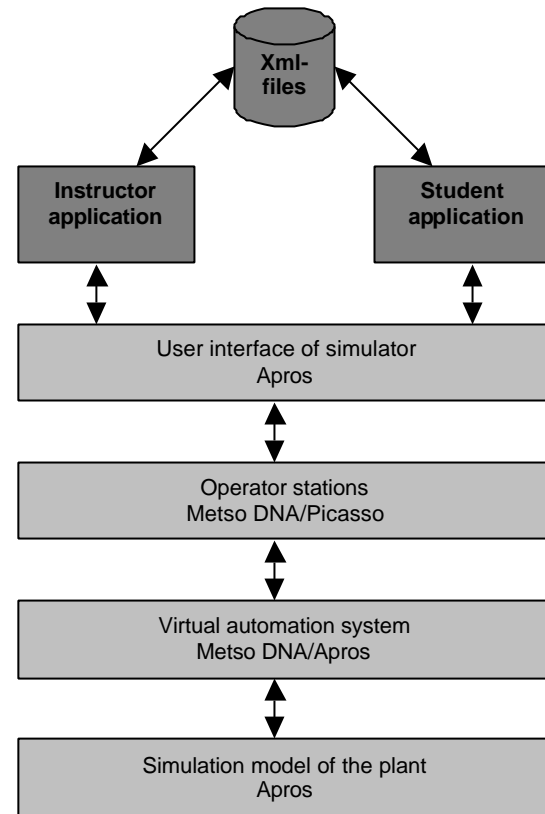 Xml-
files
Instructor
application
Student
application
User interface of simulator
Apros
Operator stations
Metso DNA/Picasso
Virtual automation system
Metso DNA/Apros
Simulation model of the plant
Apros